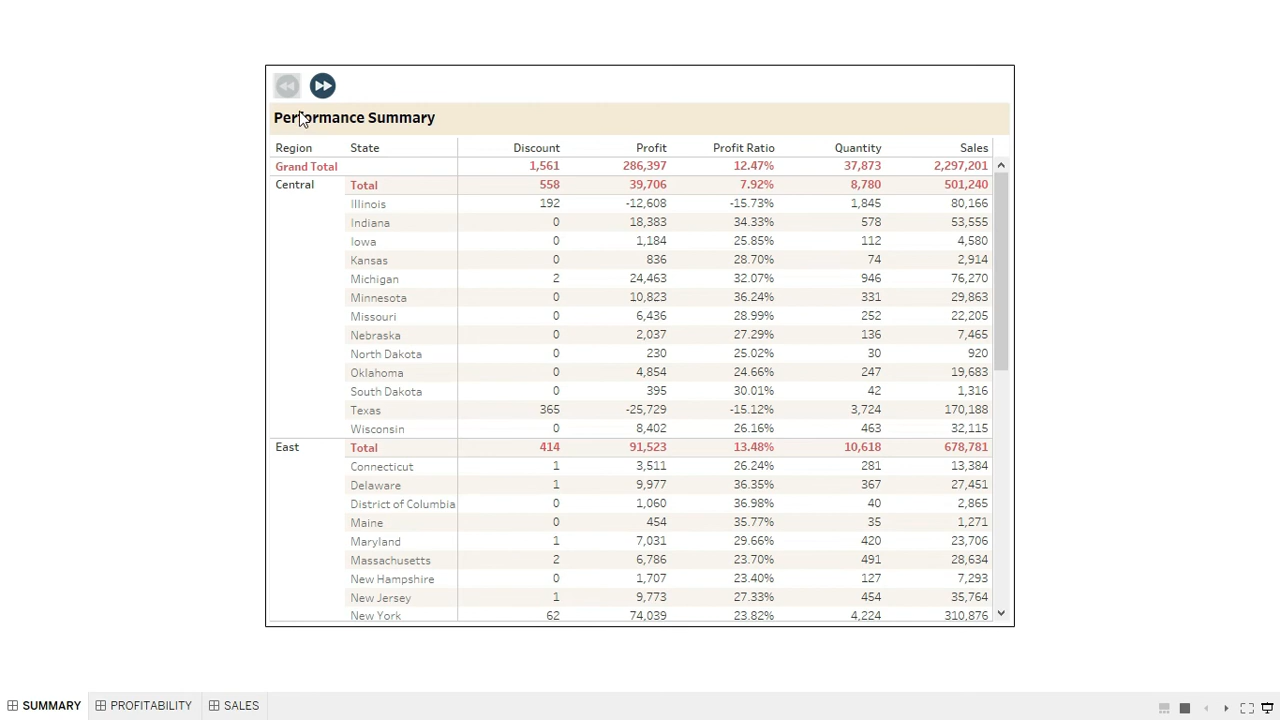 Performance Summary
Region State Discount Profit Profit Ratio Quantity Sales
Grand Total 1,561 286,397 12.47% 37,873 2,297,201
Central Total 558 39,706 7.92% 8,780 501,240
Illinois 192 -12,608 -15.73% 1,845 80,166
Indiana 0 18,383 34.33% 578 53,555
Iowa 0 1,184 25.85% 112 4,580
Kansas 0 836 28.70% 74 2,914
Michigan 2 24,463 32.07% 946 76,270
Minnesota 0 10,823 36.24% 331 29,863
Missouri 0 6,436 28.99% 252 22,205
Nebraska 0 2,037 27.29% 136 7,465
North Dakota 0 230 25.02% 30 920
Oklahoma 0 4,854 24.66% 247 19,683
South Dakota 0 395 30.01% 42 1,316
Texas 365 -25,729 -15.12% 3,724 170,188
Wisconsin 0 8,402 26.16% 463 32,115
East Total 414 91,523 13.48% 10,618 678,781
Connecticut 1 3,511 26.24% 281 13,384
Delaware 1 9,977 36.35% 367 27,451
District of Columbia 0 1,060 36.98% 40 2,865
Maine 0 454 35.77% 35 1,271
Maryland 1 7,031 29.66% 420 23,706
Massachusetts 2 6,786 23.70% 491 28,634
New Hampshire 0 1,707 23.40% 127 7,293
New Jersey 1 9,773 27.33% 454 35,764
New York 62 74,039 23.82% 4,224 310,876
SUMMARY PROFITABILITY SALES